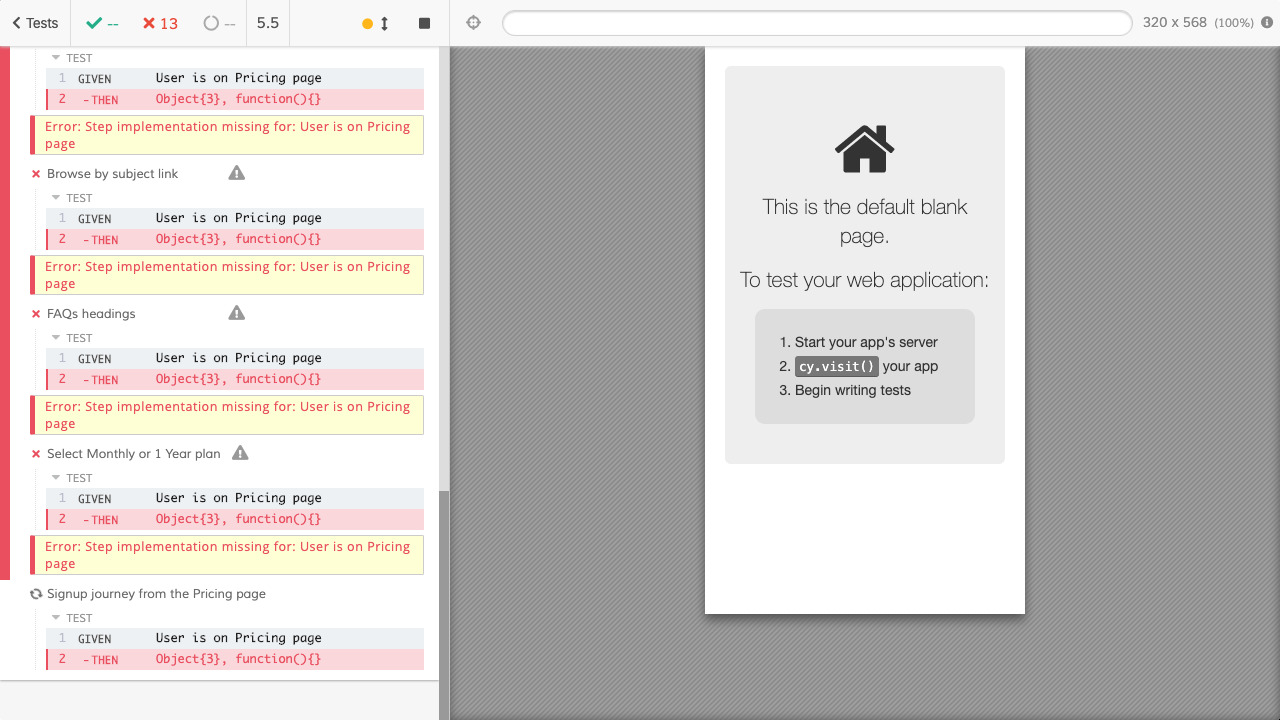 Tests -- 13 -- 5.5
320 x 568 (100%)
TEST
1 GIVEN User is on Pricing page
2 -THEN Object{3}, function(){}
Error: Step implementation missing for: User is on Pricing
page
Browse by subject link
TEST
1 GIVEN User is on Pricing page
2 -THEN Object{3}, function(){}
Error: Step implementation missing for: User is on Pricing
page
FAQs headings
TEST
1 GIVEN User is on Pricing page
2 -THEN Object{3}, function(){}
Error: Step implementation missing for: User is on Pricing
page
Select Monthly or 1 Year plan
TEST
1 GIVEN User is on Pricing page
2 -THEN Object{3}, function(){}
Error: Step implementation missing for: User is on Pricing
page
Signup journey from the Pricing page
TEST
1 GIVEN User is on Pricing page
2 -THEN Object{3}, function(){}
This is the default blank
page.
To test your web application:
1. Start your app's server
2. cy.visit() your app
3. Begin writing tests